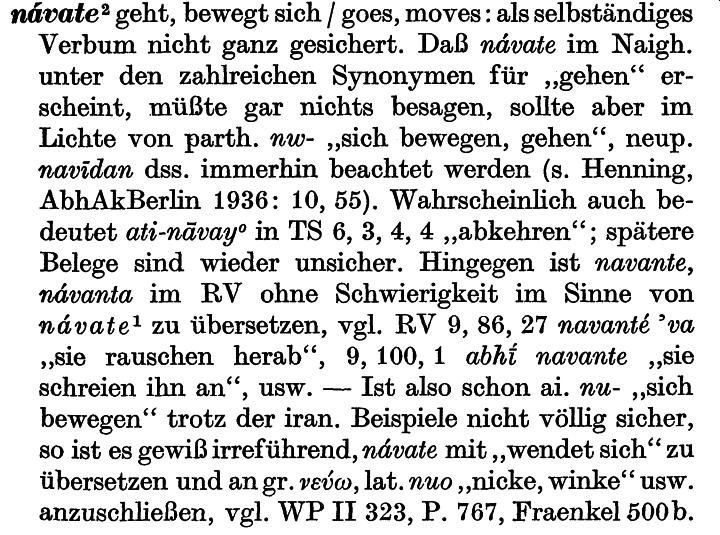 návate² geht, bewegt sich / goes, moves: als selbständiges
Verbum nicht ganz gesichert. Daß návate im Naigh.
unter den zahlreichen Synonymen für „gehen“ er-
scheint, müßte gar nichts besagen, sollte aber im
Lichte von parth. nw- „sich bewegen, gehen“, neup.
navīdan dss. immerhin beachtet werden (s. Henning,
AbhAkBerlin 1936: 10, 55). Wahrscheinlich auch be-
deutet ati-nāvay⁰ in TS 6, 3, 4, 4 „abkehren“; spätere
Belege sind wieder unsicher. Hingegen ist navante,
návanta im RV ohne Schwierigkeit im Sinne von
návate¹ zu übersetzen, vgl. RV 9, 86, 27 navanté ’va
„sie rauschen herab“, 9, 100, 1 abhī́ navante „sie
schreien ihn an“, usw. — Ist also schon ai. nu- „sich
bewegen“ trotz der iran. Beispiele nicht völlig sicher,
so ist es gewiß irreführend, návate mit „wendet sich“ zu
übersetzen und an gr. νεύω, lat. nuo „nicke, winke“ usw.
anzuschließen, vgl. WP II 323, P. 767, Fraenkel 500b.